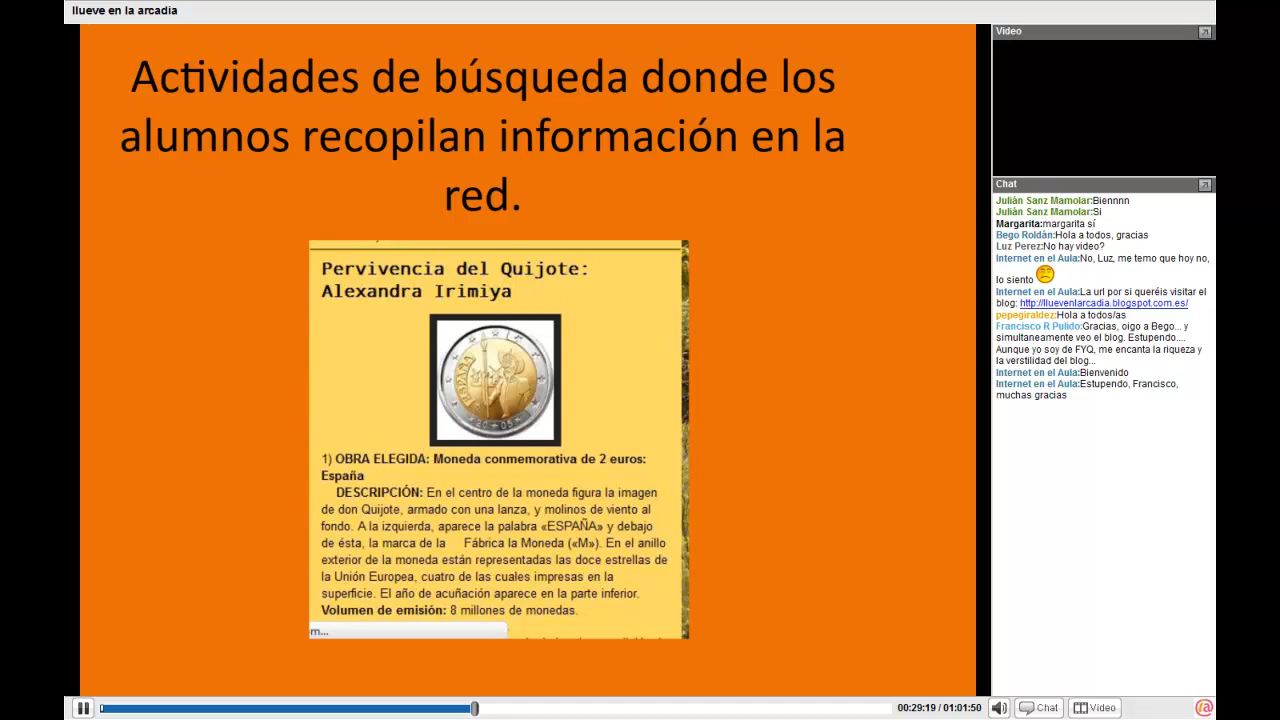 llueve en la arcadia
Actividades de búsqueda donde los
alumnos recopilan información en la
red.
Pervivencia del Quijote:
Alexandra Irimiya
ESPAÑA
2005
1) OBRA ELEGIDA: Moneda conmemorativa de 2 euros:
España
DESCRIPCIÓN: En el centro de la moneda figura la imagen
de don Quijote, armado con una lanza, y molinos de viento al
fondo. A la izquierda, aparece la palabra «ESPAÑA» y debajo
de ésta, la marca de la Fábrica la Moneda («M»). En el anillo
exterior de la moneda están representadas las doce estrellas de
la Unión Europea, cuatro de las cuales impresas en la
superficie. El año de acuñación aparece en la parte inferior.
Volumen de emisión: 8 millones de monedas.
m...
Video
Chat
Julián Sanz Mamolar:Biennnn
Julián Sanz Mamolar:Si
Margarita:margarita sí
Bego Roldán:Hola a todos, gracias
Luz Perez:No hay video?
Internet en el Aula:No, Luz, me temo que hoy no,
lo siento
Internet en el Aula:La url por si queréis visitar el
blog: http://lluevenlarcadia.blogspot.com.es/
pepegiraldez:Hola a todos/as
Francisco R Pulido:Gracias, oigo a Bego... y
simultaneamente veo el blog. Estupendo....
Aunque yo soy de FYQ, me encanta la riqueza y
la verstilidad del blog...
Internet en el Aula:Bienvenido
Internet en el Aula:Estupendo, Francisco,
muchas gracias
00:29:19 / 01:01:50
Chat
Video